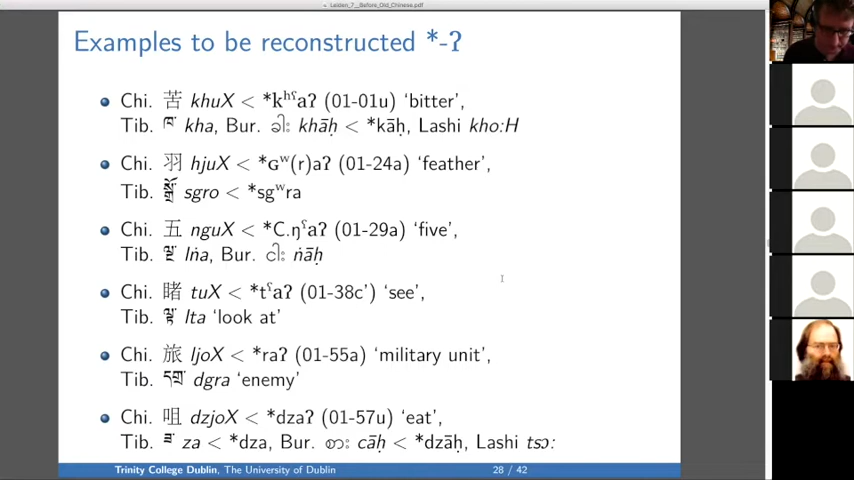 Leiden_7__Before_Old_Chinese.pdf
Examples to be reconstructed *-ʔ
Chi. 苦 khuX < *kʰˤaʔ (01-01u) ‘bitter’,
Tib. ཁ་ kha, Bur. ခါး khāḥ < *kāḥ, Lashi kho:H
Chi. 羽 hjuX < *ɢʷ(r)aʔ (01-24a) ‘feather’,
Tib. སྒྲོ་ sgro < *sgʷra
Chi. 五 nguX < *C.ŋˤaʔ (01-29a) ‘five’,
Tib. ལྔ་ lṅa, Bur. ငါး ṅāḥ
Chi. 睹 tuX < *tˤaʔ (01-38c’) ‘see’,
Tib. ལྟ་ lta ‘look at’
Chi. 旅 ljoX < *raʔ (01-55a) ‘military unit’,
Tib. དགྲ་ dgra ‘enemy’
Chi. 咀 dzjoX < *dzaʔ (01-57u) ‘eat’,
Tib. ཟ་ za < *dza, Bur. စား cāḥ < *dzāḥ, Lashi tsɔ:
Trinity College Dublin, The University of Dublin 28 / 42